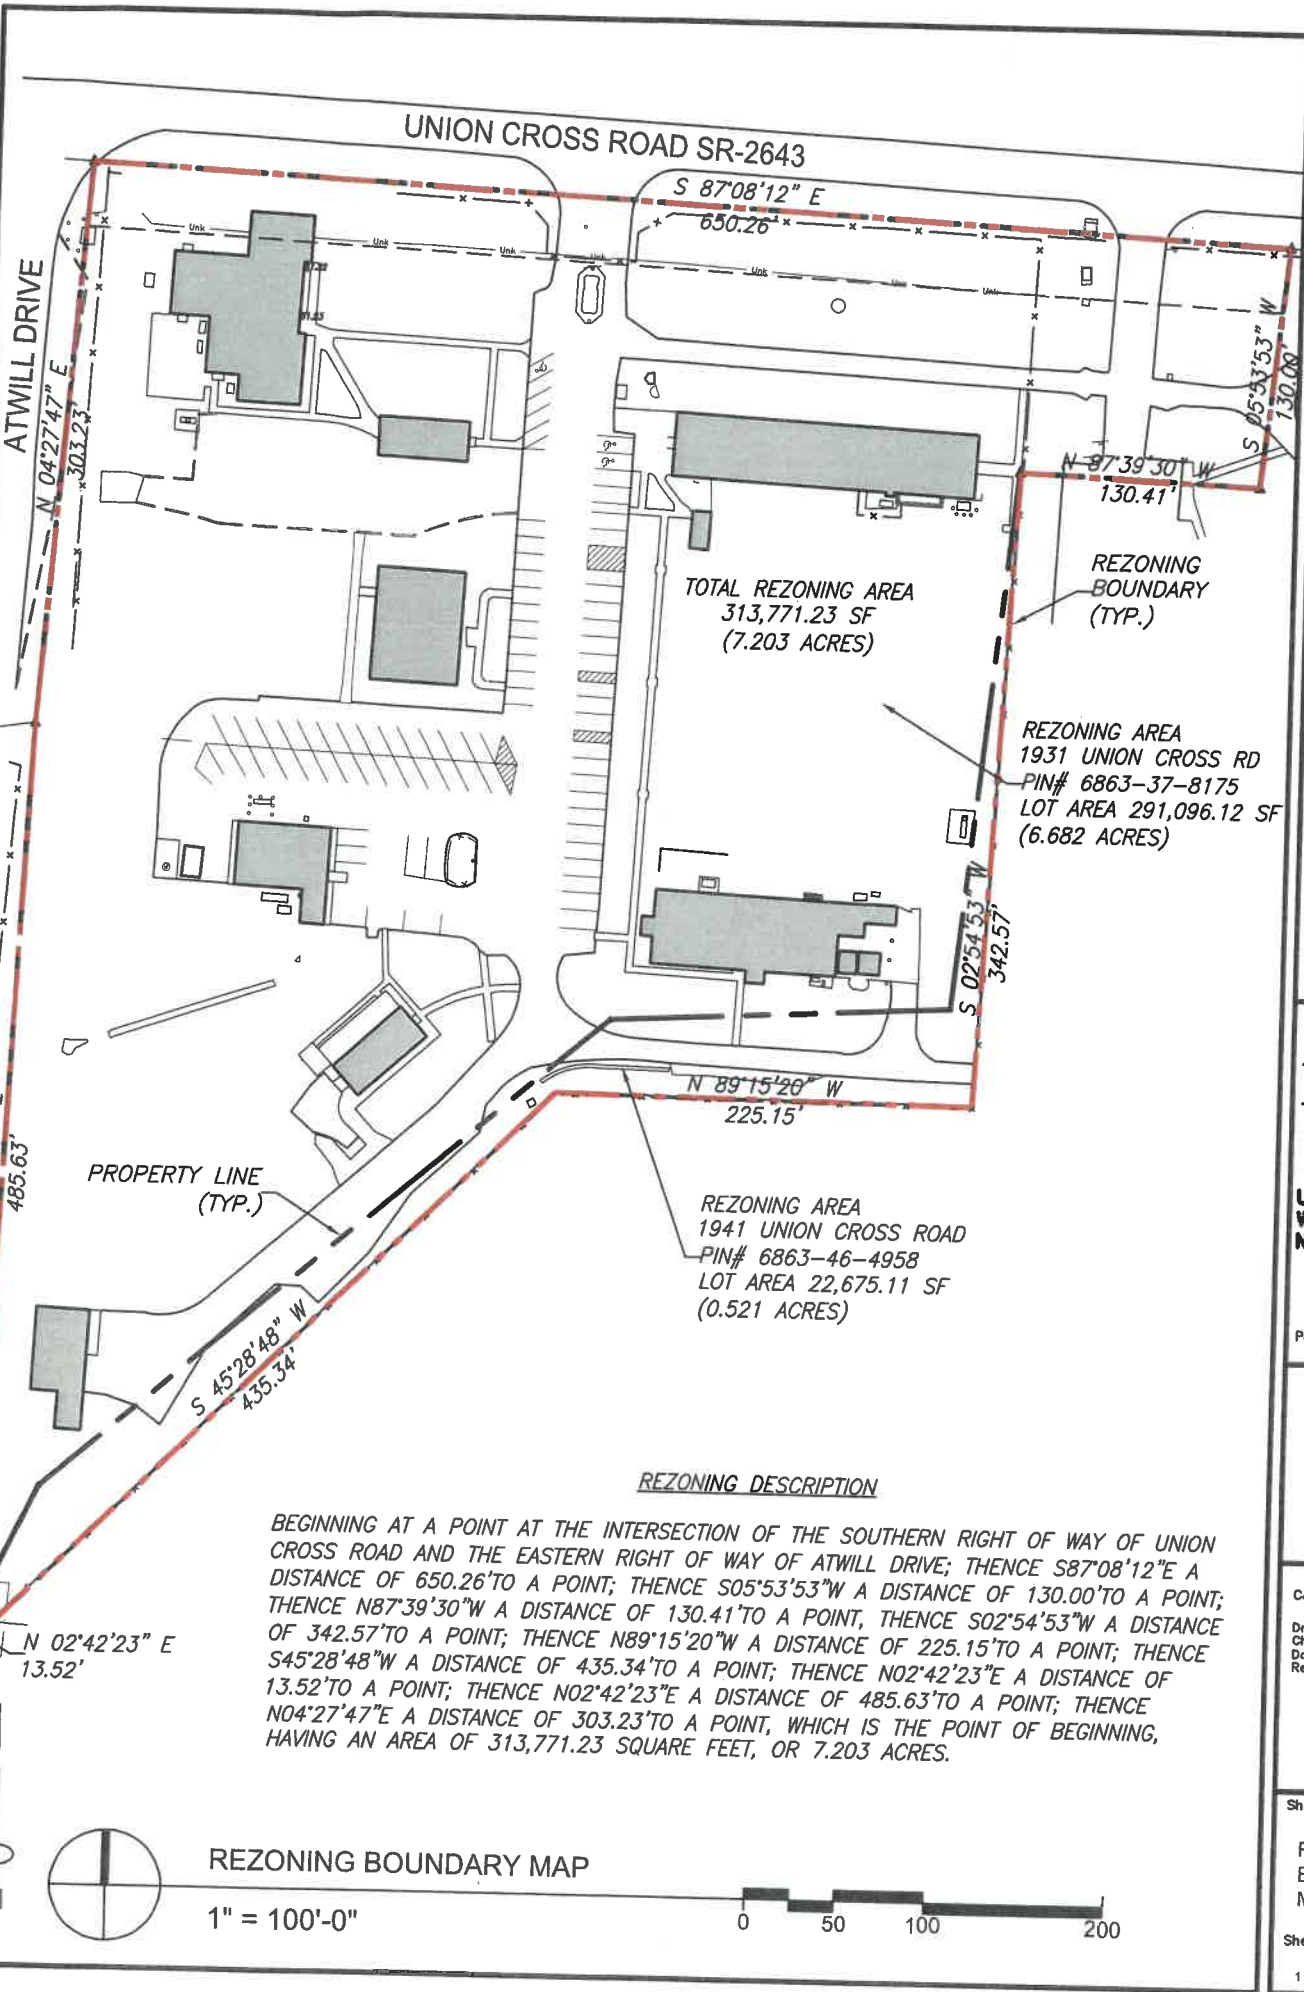 UNION CROSS ROAD SR-2643
S 87°08'12" E
650.26'
Unk
Unk
Unk
Unk
Unk
Unk
ATWILL DRIVE
N 04°27'47" E
303.23'
S 05°53'53" W
130.00'
N 87°39'30" W
130.41'
REZONING
BOUNDARY
(TYP.)
TOTAL REZONING AREA
313,771.23 SF
(7.203 ACRES)
REZONING AREA
1931 UNION CROSS RD
PIN# 6863-37-8175
LOT AREA 291,096.12 SF
(6.682 ACRES)
S 02°54'53" W
342.57'
N 89°15'20" W
225.15'
485.63'
PROPERTY LINE
(TYP.)
REZONING AREA
1941 UNION CROSS ROAD
PIN# 6863-46-4958
LOT AREA 22,675.11 SF
(0.521 ACRES)
S 45°28'48" W
435.34'
REZONING DESCRIPTION
BEGINNING AT A POINT AT THE INTERSECTION OF THE SOUTHERN RIGHT OF WAY OF UNION
CROSS ROAD AND THE EASTERN RIGHT OF WAY OF ATWILL DRIVE; THENCE S87°08'12"E A
DISTANCE OF 650.26'TO A POINT; THENCE S05°53'53"W A DISTANCE OF 130.00'TO A POINT;
THENCE N87°39'30"W A DISTANCE OF 130.41'TO A POINT, THENCE S02°54'53"W A DISTANCE
OF 342.57'TO A POINT; THENCE N89°15'20"W A DISTANCE OF 225.15'TO A POINT; THENCE
S45°28'48"W A DISTANCE OF 435.34'TO A POINT; THENCE N02°42'23"E A DISTANCE OF
13.52'TO A POINT; THENCE N02°42'23"E A DISTANCE OF 485.63'TO A POINT; THENCE
N04°27'47"E A DISTANCE OF 303.23'TO A POINT, WHICH IS THE POINT OF BEGINNING,
HAVING AN AREA OF 313,771.23 SQUARE FEET, OR 7.203 ACRES.
N 02°42'23" E
13.52'
REZONING BOUNDARY MAP
1" = 100'-0"
0 50 100 200